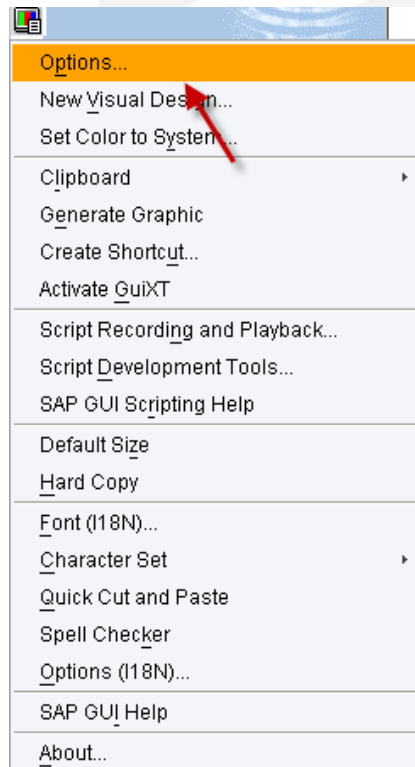 Options...
New Visual Design...
Set Color to System...
Clipboard
Generate Graphic
Create Shortcut...
Activate GuiXT
Script Recording and Playback...
Script Development Tools...
SAP GUI Scripting Help
Default Size
Hard Copy
Font (I18N)...
Character Set
Quick Cut and Paste
Spell Checker
Options (I18N)...
SAP GUI Help
About...